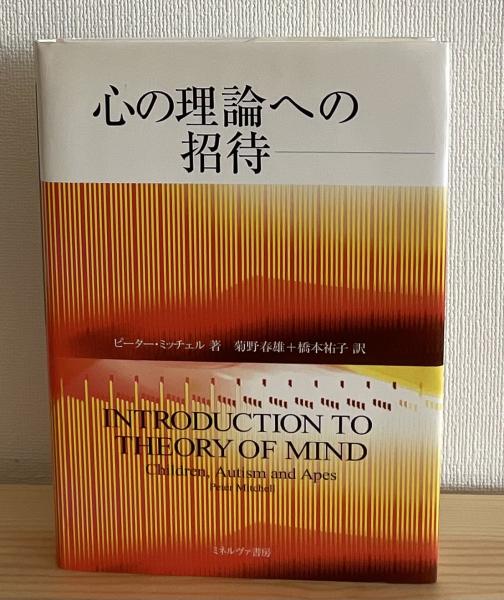 心の理論への
招待
ピーター・ミッチェル 著　菊野春雄＋橋本祐子 訳
INTRODUCTION TO
THEORY OF MIND
Children, Autism and Apes
Peter Mitchell
ミネルヴァ書房